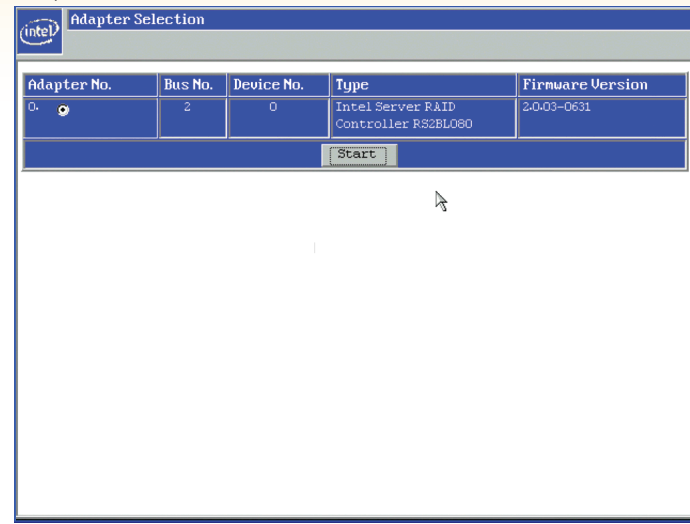 intel
Adapter Selection
Adapter No. Bus No. Device No. Type Firmware Version
0. 2 0 Intel Server RAID 2.0.03-0631
Controller RS2BL080
Start